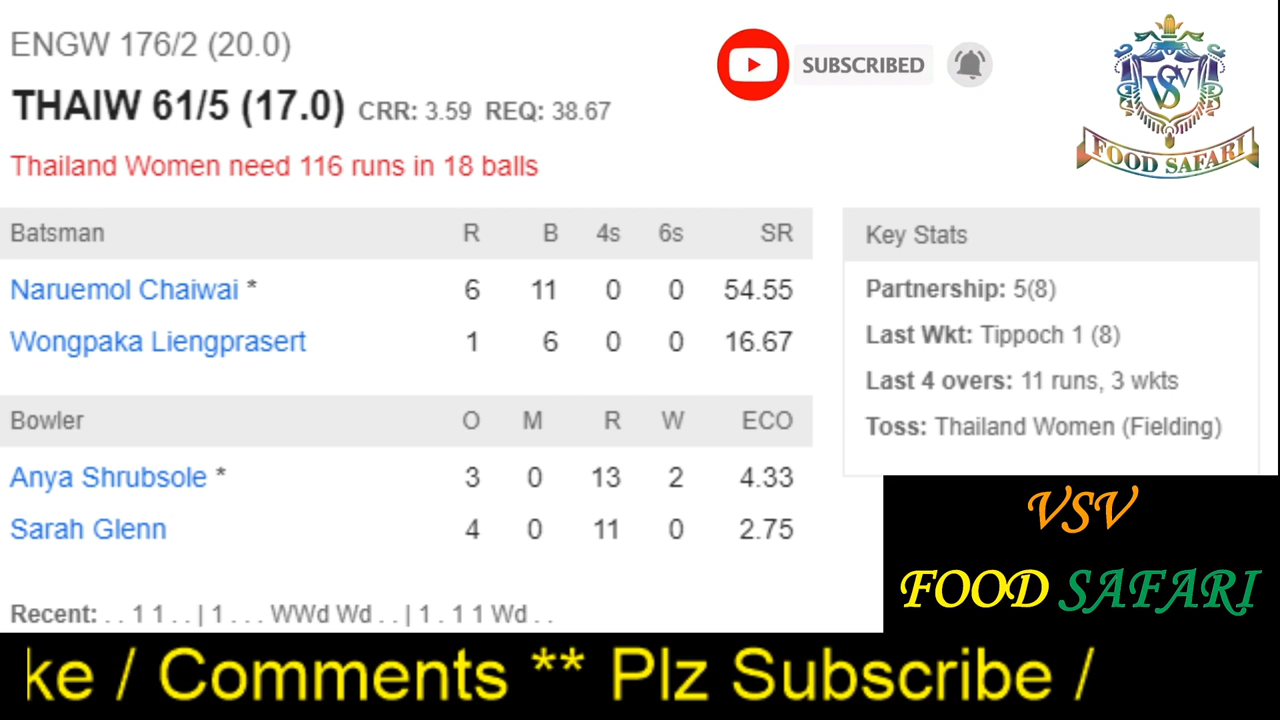 ENGW 176/2 (20.0)
THAIW 61/5 (17.0) CRR: 3.59 REQ: 38.67
Thailand Women need 116 runs in 18 balls
SUBSCRIBED
VSV
FOOD SAFARI
Batsman R B 4s 6s SR
Naruemol Chaiwai * 6 11 0 0 54.55
Wongpaka Liengprasert 1 6 0 0 16.67
Bowler O M R W ECO
Anya Shrubsole * 3 0 13 2 4.33
Sarah Glenn 4 0 11 0 2.75
Recent: . . 1 1 . . | 1 . . . WWd Wd . . | 1 . 1 1 Wd . .
Key Stats
Partnership: 5(8)
Last Wkt: Tippoch 1 (8)
Last 4 overs: 11 runs, 3 wkts
Toss: Thailand Women (Fielding)
VSV
FOOD SAFARI
ke / Comments ** Plz Subscribe /